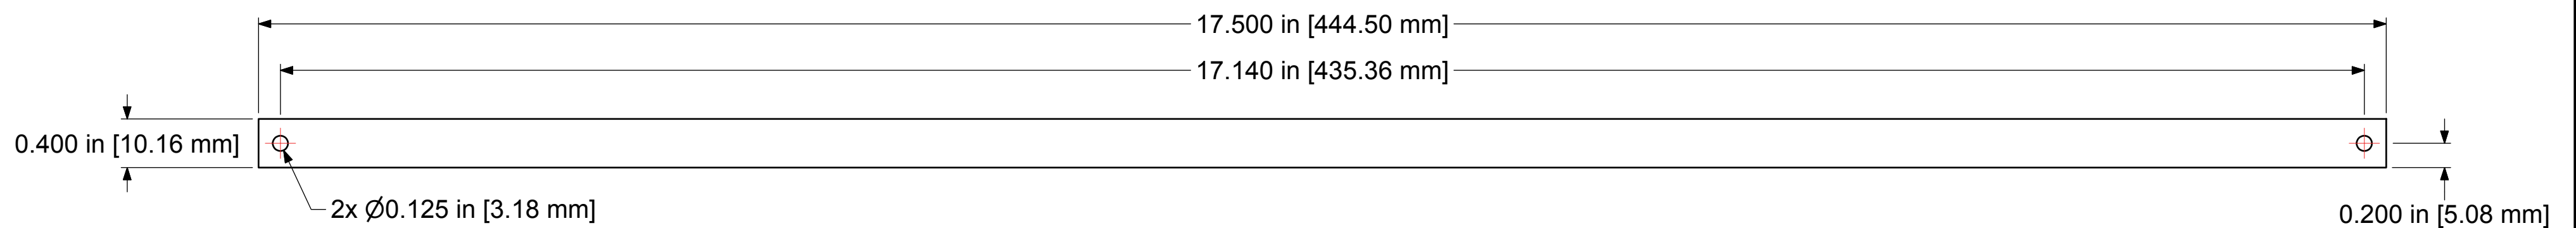 17.500 in [444.50 mm]
17.140 in [435.36 mm]
0.400 in [10.16 mm]
2x Ø0.125 in [3.18 mm]
0.200 in [5.08 mm]